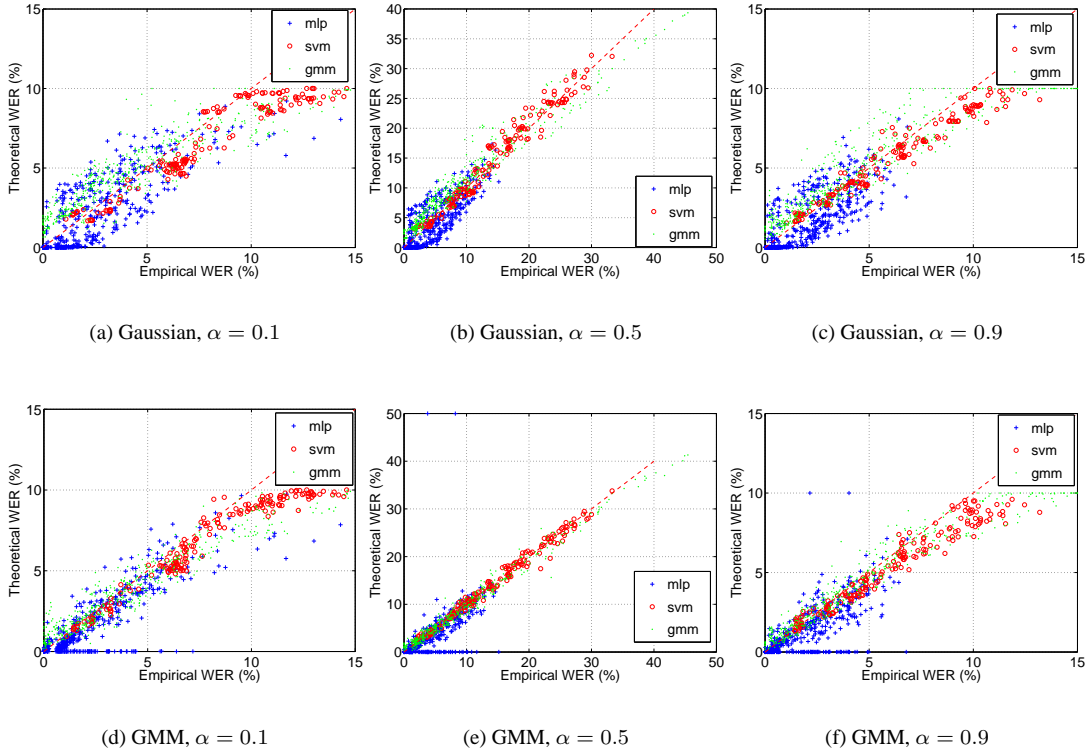 15
10
5
0
0
5
10
15
Theoretical WER (%)
Empirical WER (%)
mlp
svm
gmm
(a) Gaussian, α = 0.1
50
45
40
35
30
25
20
15
10
5
0
0
10
20
30
40
50
Theoretical WER (%)
Empirical WER (%)
mlp
svm
gmm
(b) Gaussian, α = 0.5
15
10
5
0
0
5
10
15
Theoretical WER (%)
Empirical WER (%)
mlp
svm
gmm
(c) Gaussian, α = 0.9
15
10
5
0
0
5
10
15
Theoretical WER (%)
Empirical WER (%)
mlp
svm
gmm
(d) GMM, α = 0.1
50
40
30
20
10
0
0
10
20
30
40
50
Theoretical WER (%)
Empirical WER (%)
mlp
svm
gmm
(e) GMM, α = 0.5
15
10
5
0
0
5
10
15
Theoretical WER (%)
Empirical WER (%)
mlp
svm
gmm
(f) GMM, α = 0.9